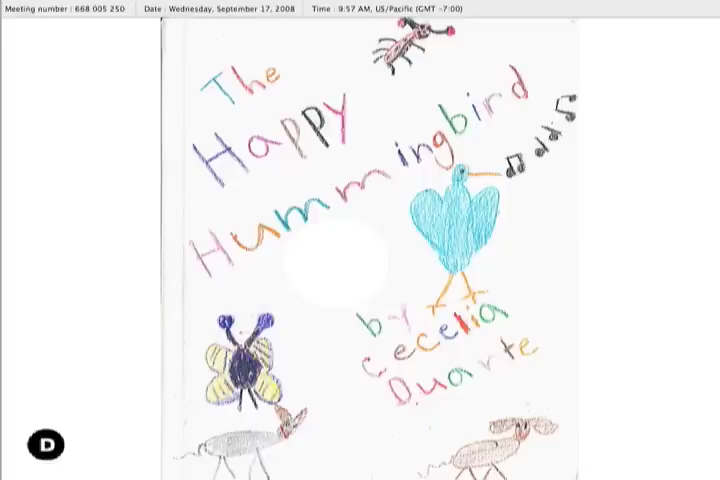 Meeting number : 668 005 250 Date : Wednesday, September 17, 2008 Time : 9:57 AM, US/Pacific (GMT -7:00)
The
Happy
Hummingbird
by
Cecelia
Duarte
D